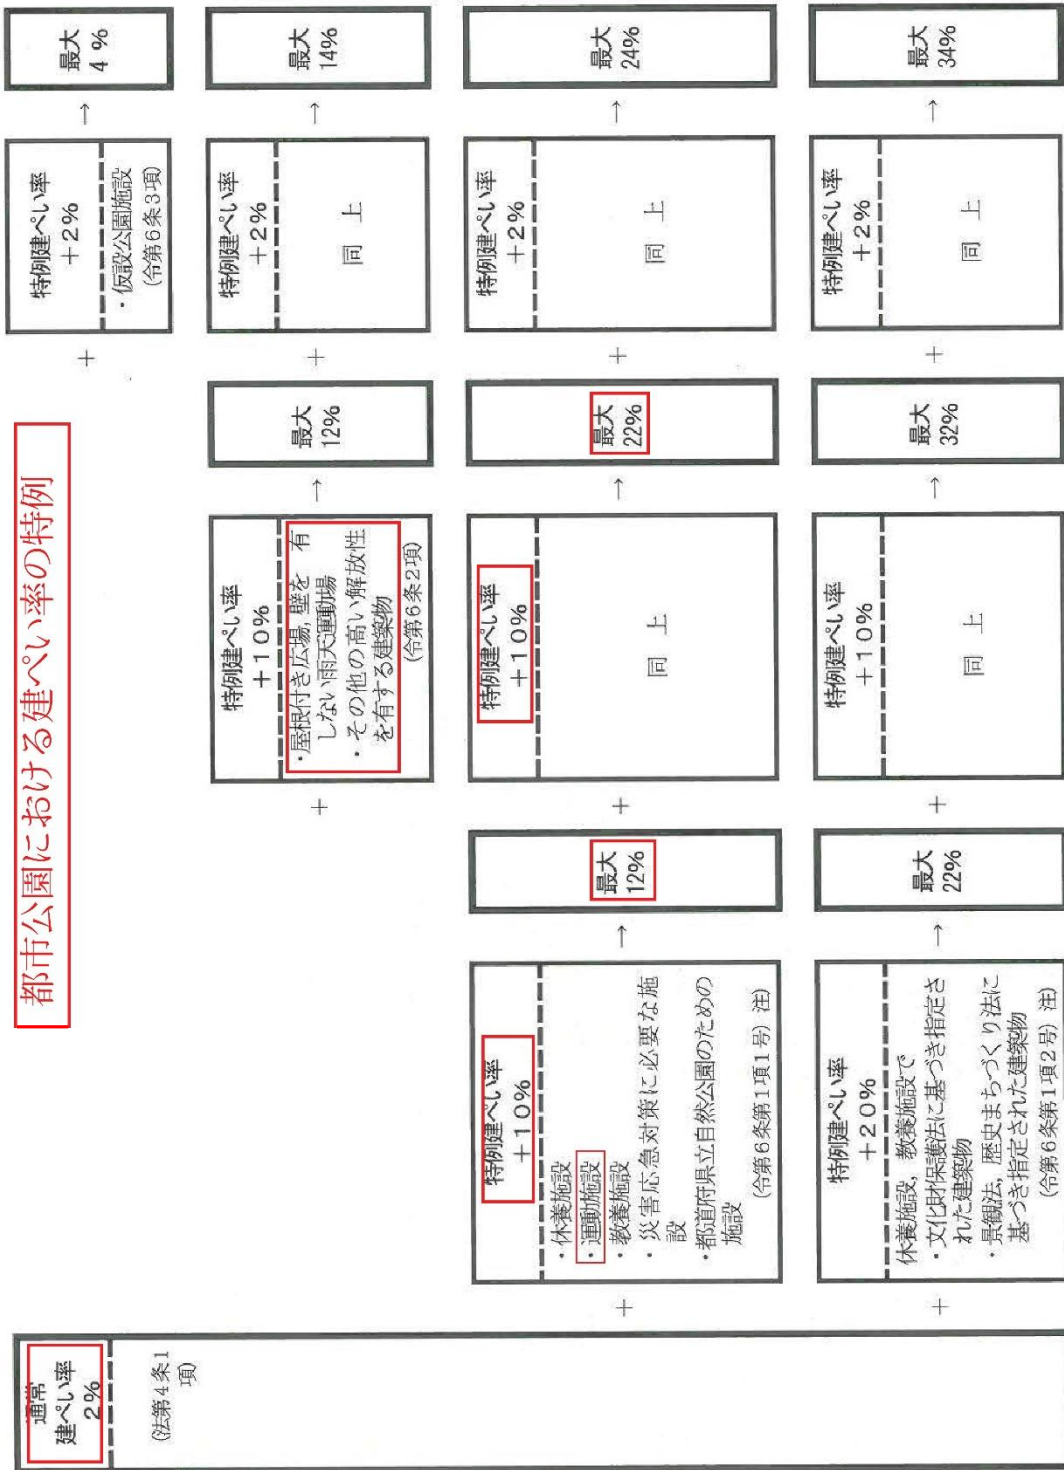 都市公園における建ぺい率の特例
通常
建ぺい率
2%
(法第4条1
項)
+
特例建ぺい率
+10%
・休養施設
・運動施設
・教養施設
・災害応急対策に必要な施
設
・都道府県立自然公園のための
施設
(令第6条第1項1号) 注)
→
最大
12%
+
特例建ぺい率
+10%
同 上
→
最大
22%
+
特例建ぺい率
+2%
同 上
→
最大
24%
+
特例建ぺい率
+20%
休養施設, 教養施設で
・文化財保護法に基づき指定さ
れた建築物
・景観法, 歴史まちづくり法に
基づき指定された建築物
(令第6条第1項2号) 注)
→
最大
22%
+
特例建ぺい率
+10%
同 上
→
最大
32%
+
特例建ぺい率
+2%
同 上
→
最大
34%
+
特例建ぺい率
+10%
・屋根付き広場, 壁を 有
しない雨天運動場
・その他の高い解放性
を有する建築物
(令第6条2項)
→
最大
12%
+
特例建ぺい率
+2%
同 上
→
最大
14%
+
特例建ぺい率
+2%
・仮設公園施設
(令第6条3項)
→
最大
4%